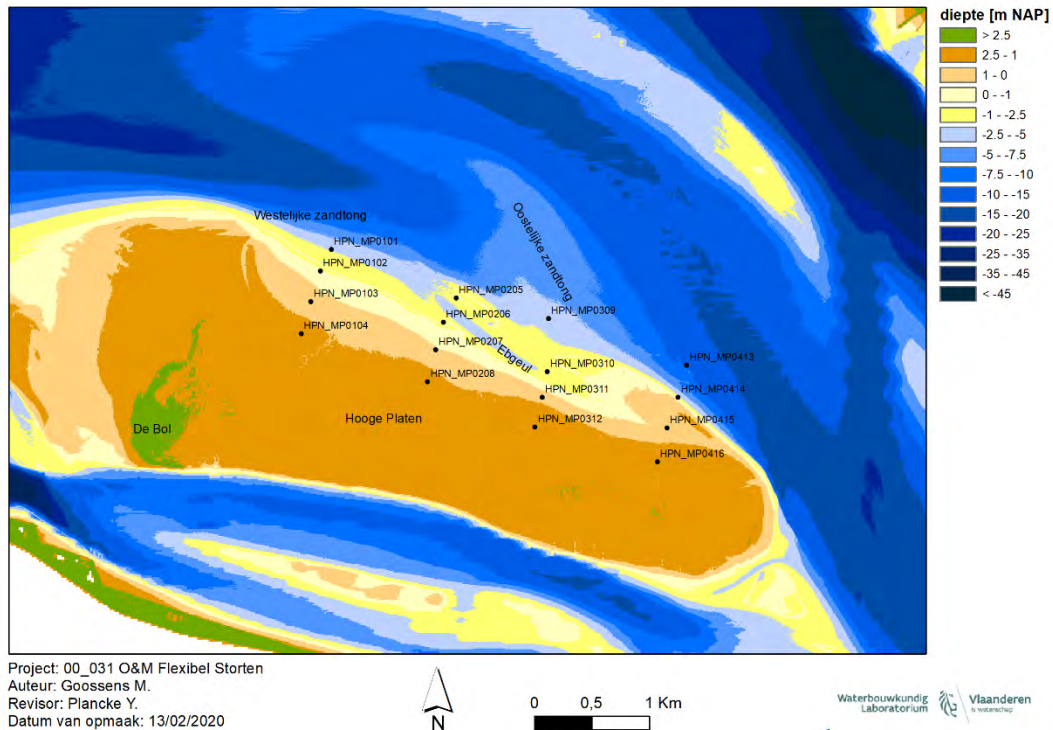 diepte [m NAP]
> 2.5
2.5 - 1
1 - 0
0 - -1
-1 - -2.5
-2.5 - -5
-5 - -7.5
-7.5 - -10
-10 - -15
-15 - -20
-20 - -25
-25 - -35
-35 - -45
< -45
Westelijke zandtong
Oostelijke zandtong
HPN_MP0101
HPN_MP0102
HPN_MP0103
HPN_MP0104
HPN_MP0205
HPN_MP0206
HPN_MP0207
HPN_MP0208
Ebgeul
HPN_MP0309
HPN_MP0310
HPN_MP0311
HPN_MP0312
HPN_MP0413
HPN_MP0414
HPN_MP0415
HPN_MP0416
De Bol
Hooge Platen
Project: 00_031 O&M Flexibel Storten
Auteur: Goossens M.
Revisor: Plancke Y.
Datum van opmaak: 13/02/2020
N
0 0,5 1 Km
Waterbouwkundig
Laboratorium
Vlaanderen
is wetenschap